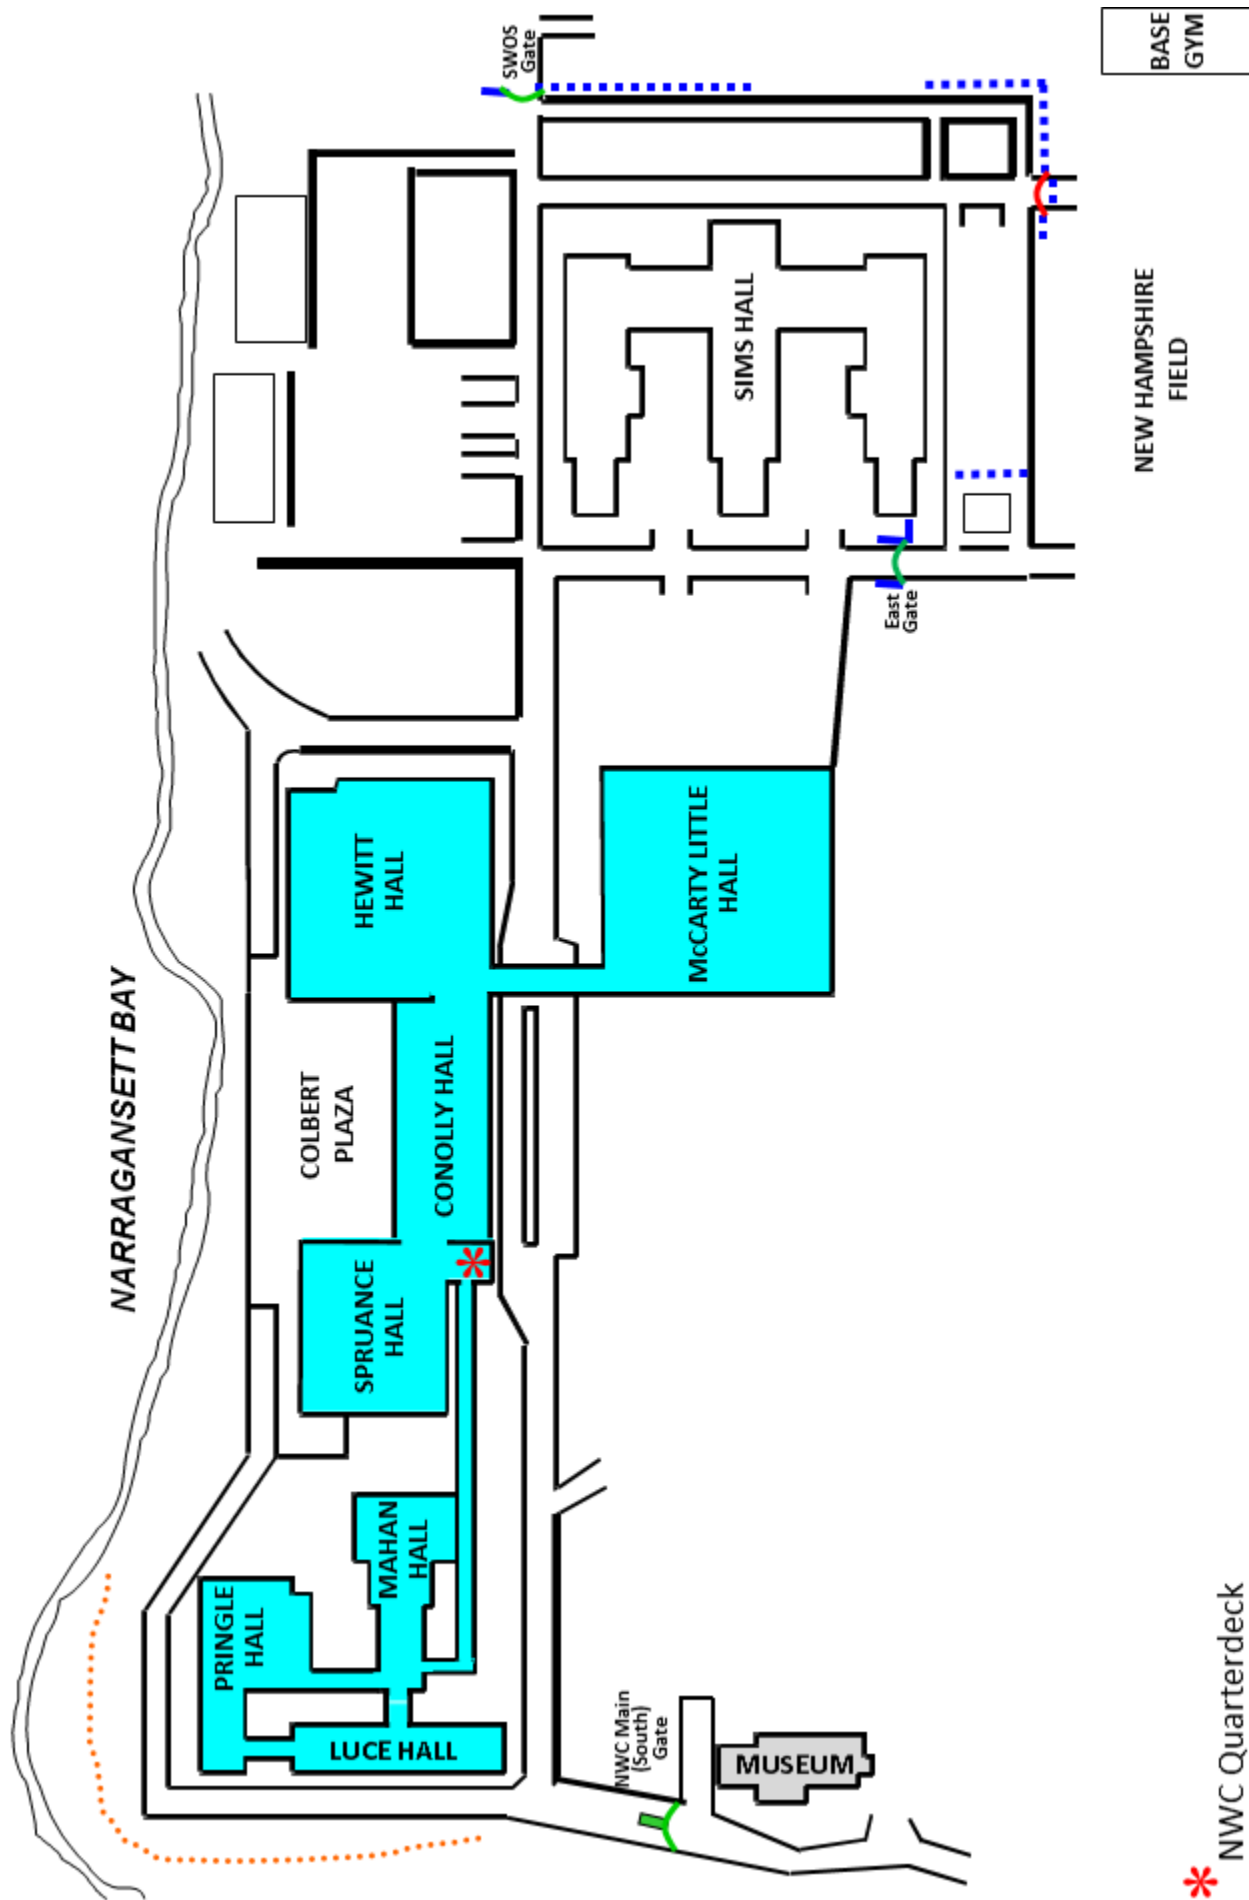 BASE
GYM
SWOS
Gate
SIMS HALL
NEW HAMPSHIRE
FIELD
East
Gate
HEWITT
HALL
McCARTY LITTLE
HALL
NARRAGANSETT BAY
COLBERT
PLAZA
CONOLLY HALL
SPRUANCE
HALL
MAHAN
HALL
PRINGLE
HALL
LUCE HALL
NWC Main
(South)
Gate
MUSEUM
NWC Quarterdeck